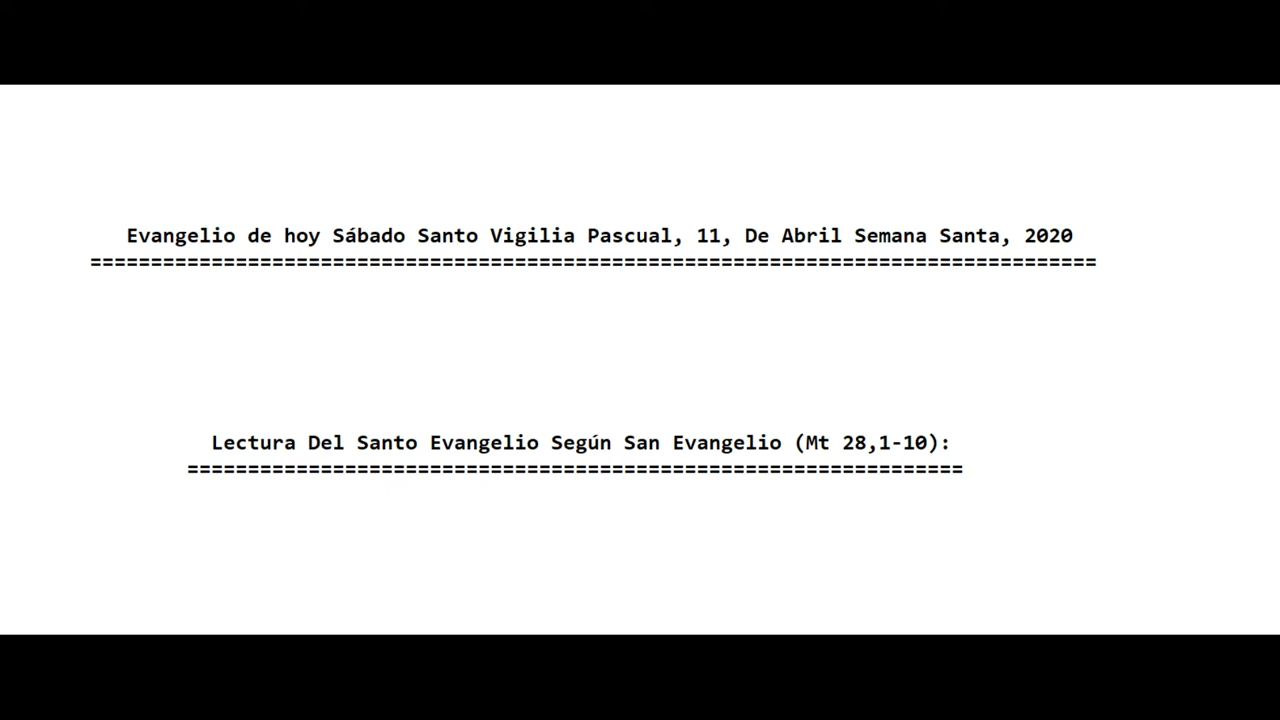 Evangelio de hoy Sábado Santo Vigilia Pascual, 11, De Abril Semana Santa, 2020
===================================================================================
Lectura Del Santo Evangelio Según San Evangelio (Mt 28,1-10):
================================================================